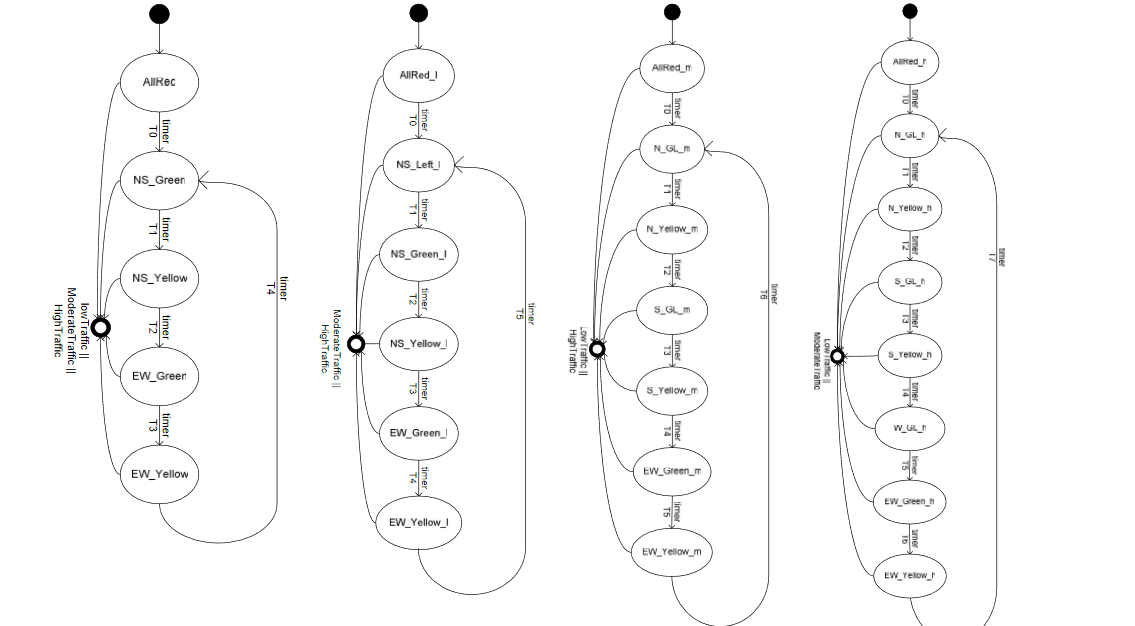 AllRed
timer
T0
NS_Green
timer
T1
NS_Yellow
timer
T2
EW_Green
timer
T3
EW_Yellow
timer
T4
lowTraffic ||
ModerateTraffic ||
HighTraffic
AllRed_l
timer
T0
NS_Left_l
timer
T1
NS_Green_l
timer
T2
NS_Yellow_l
timer
T3
EW_Green_l
timer
T4
EW_Yellow_l
timer
T5
ModerateTraffic ||
HighTraffic
AllRed_m
timer
T0
N_GL_m
timer
T1
N_Yellow_m
timer
T2
S_GL_m
timer
T3
S_Yellow_m
timer
T4
EW_Green_m
timer
T5
EW_Yellow_m
timer
T6
LowTraffic ||
HighTraffic
AllRed_h
timer
T0
N_GL_h
timer
T1
N_Yellow_h
timer
T2
S_GL_h
timer
T3
S_Yellow_h
timer
T4
W_GL_h
timer
T5
EW_Green_h
timer
T6
EW_Yellow_h
timer
T7
LowTraffic ||
ModerateTraffic